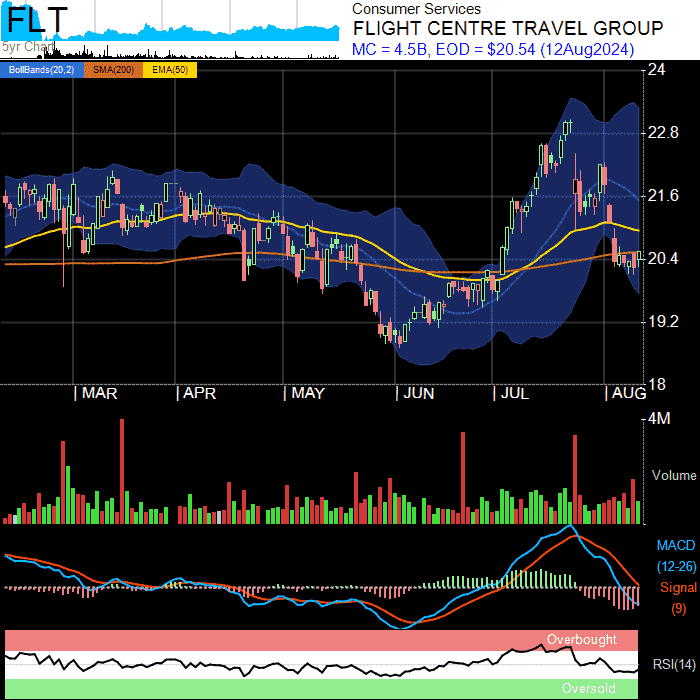 FLT
5yr Chart
Consumer Services
FLIGHT CENTRE TRAVEL GROUP
MC = 4.5B, EOD = $20.54 (12Aug2024)
BollBands(20,2) SMA(200) EMA(50)
24
22.8
21.6
20.4
19.2
18
| MAR | APR | MAY | JUN | JUL | AUG
4M
Volume
MACD
(12-26)
Signal
(9)
Overbought
RSI(14)
Oversold